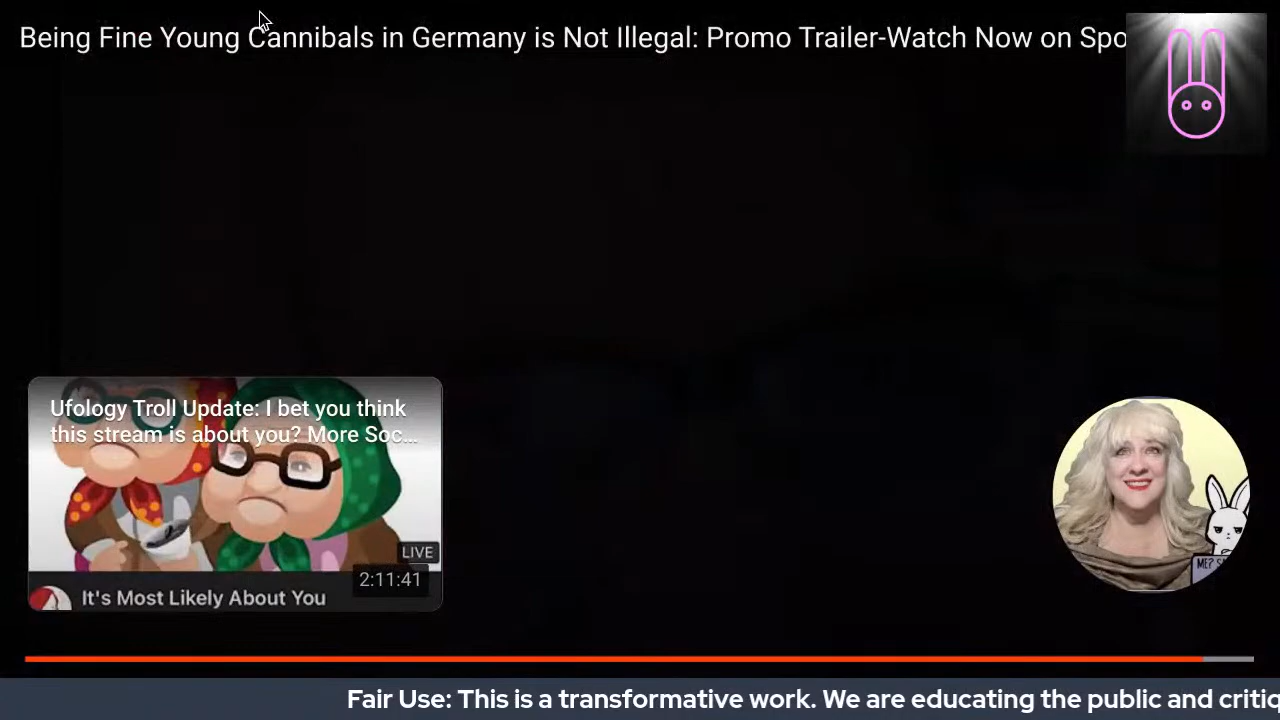 Being Fine Young Cannibals in Germany is Not Illegal: Promo Trailer-Watch Now on Spo
Ufology Troll Update: I bet you think
this stream is about you? More Soc...
LIVE
2:11:41
It's Most Likely About You
ME?
Fair Use: This is a transformative work. We are educating the public and critiq